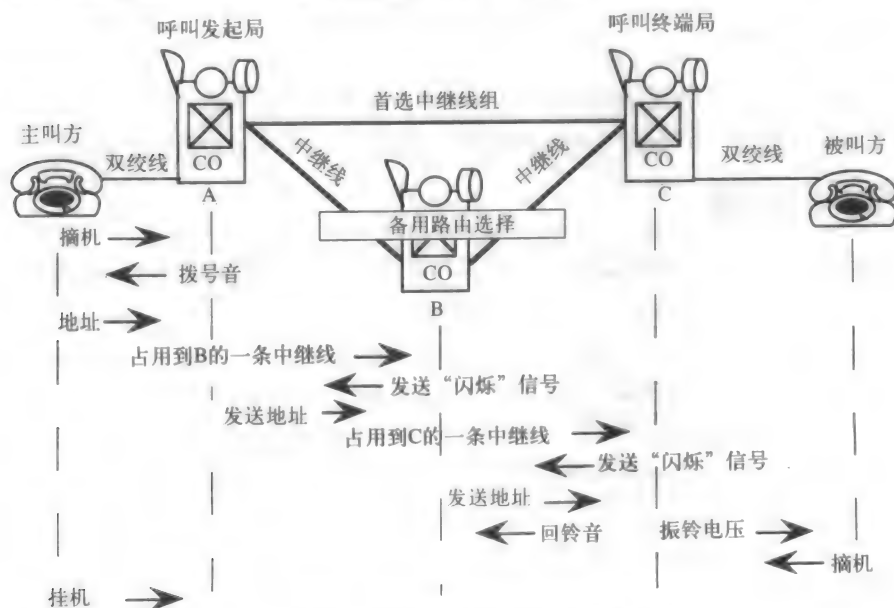 呼叫发起局
呼叫终端局
首选中继线组
主叫方
被叫方
双绞线
CO
中继线
中继线
CO
双绞线
A
C
备用路由选择
CO
B
摘机
拨号音
地址
占用到B的一条中继线
发送“闪烁”信号
发送地址
占用到C的一条中继线
发送“闪烁”信号
发送地址
回铃音
振铃电压
摘机
挂机